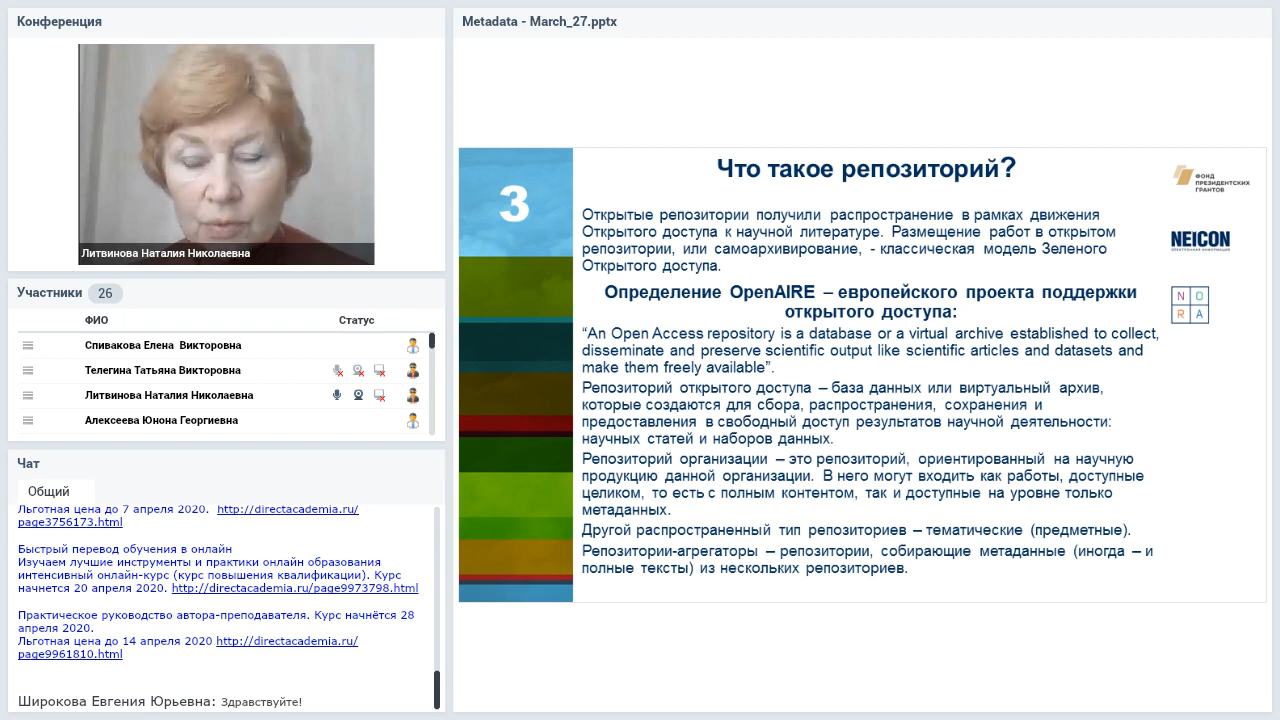 Конференция
Литвинова Наталия Николаевна
Участники 26
ФИО Статус
Спивакова Елена Викторовна
Телегина Татьяна Викторовна
Литвинова Наталия Николаевна
Алексеева Юнона Георгиевна
Чат
Общий
Льготная цена до 7 апреля 2020. http://directacademia.ru/
page3756173.html
Быстрый перевод обучения в онлайн
Изучаем лучшие инструменты и практики онлайн образования
интенсивный онлайн-курс (курс повышения квалификации). Курс
начнется 20 апреля 2020. http://directacademia.ru/page9973798.html
Практическое руководство автора-преподавателя. Курс начнётся 28
апреля 2020.
Льготная цена до 14 апреля 2020 http://directacademia.ru/
page9961810.html
Широкова Евгения Юрьевна: Здравствуйте!
Metadata - March_27.pptx
3
Что такое репозиторий?
Открытые репозитории получили распространение в рамках движения
Открытого доступа к научной литературе. Размещение работ в открытом
репозитории, или самоархивирование, - классическая модель Зеленого
Открытого доступа.
Определение OpenAIRE – европейского проекта поддержки
открытого доступа:
“An Open Access repository is a database or a virtual archive established to collect,
disseminate and preserve scientific output like scientific articles and datasets and
make them freely available”.
Репозиторий открытого доступа – база данных или виртуальный архив,
которые создаются для сбора, распространения, сохранения и
предоставления в свободный доступ результатов научной деятельности:
научных статей и наборов данных.
Репозиторий организации – это репозиторий, ориентированный на научную
продукцию данной организации. В него могут входить как работы, доступные
целиком, то есть с полным контентом, так и доступные на уровне только
метаданных.
Другой распространенный тип репозиториев – тематические (предметные).
Репозитории-агрегаторы – репозитории, собирающие метаданные (иногда – и
полные тексты) из нескольких репозиториев.
ФОНД
ПРЕЗИДЕНТСКИХ
ГРАНТОВ
NEICON
ЭЛЕКТРОННАЯ ИНФОРМАЦИЯ
N O
R A